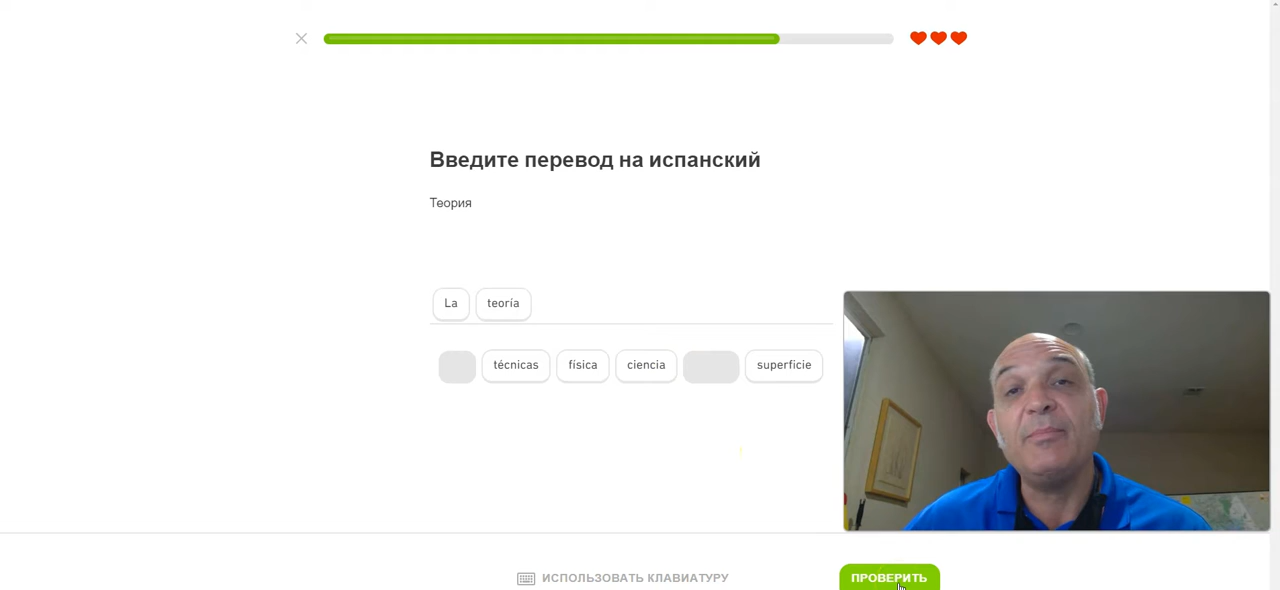 Введите перевод на испанский
Теория
La teoría
técnicas física ciencia superficie
ИСПОЛЬЗОВАТЬ КЛАВИАТУРУ ПРОВЕРИТЬ